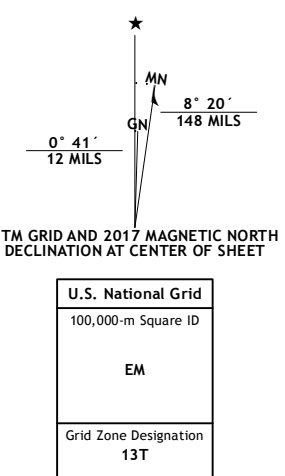 ★
MN
GN
8° 20´
148 MILS
0° 41´
12 MILS
TM GRID AND 2017 MAGNETIC NORTH
DECLINATION AT CENTER OF SHEET
U.S. National Grid
100,000-m Square ID
EM
Grid Zone Designation
13T